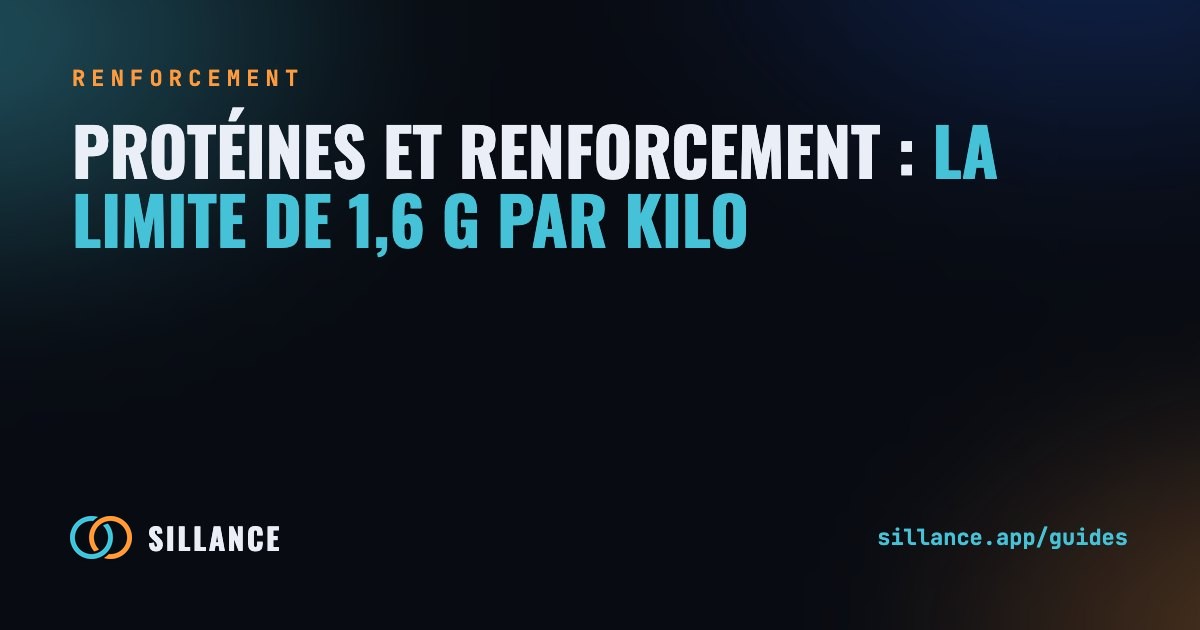 RENFORCEMENT
PROTÉINES ET RENFORCEMENT : LA
LIMITE DE 1,6 G PAR KILO
SILLANCE
sillance.app/guides